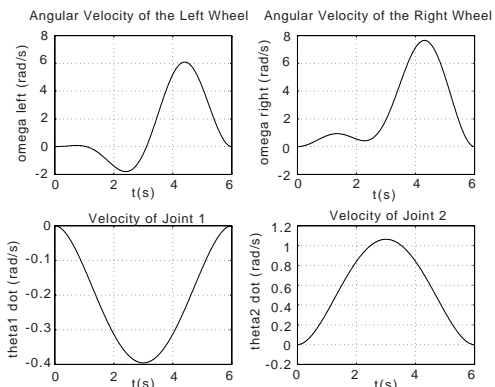 Angular Velocity of the Left Wheel
8
6
4
2
0
-2
omega left (rad/s)
0 2 4 6
t(s)
Angular Velocity of the Right Wheel
8
6
4
2
0
-2
omega right (rad/s)
0 2 4 6
t(s)
Velocity of Joint 1
0
-0.1
-0.2
-0.3
-0.4
theta1 dot (rad/s)
0 2 4 6
t(s)
Velocity of Joint 2
1.2
1
0.8
0.6
0.4
0.2
0
-0.2
theta2 dot (rad/s)
0 2 4 6
t(s)